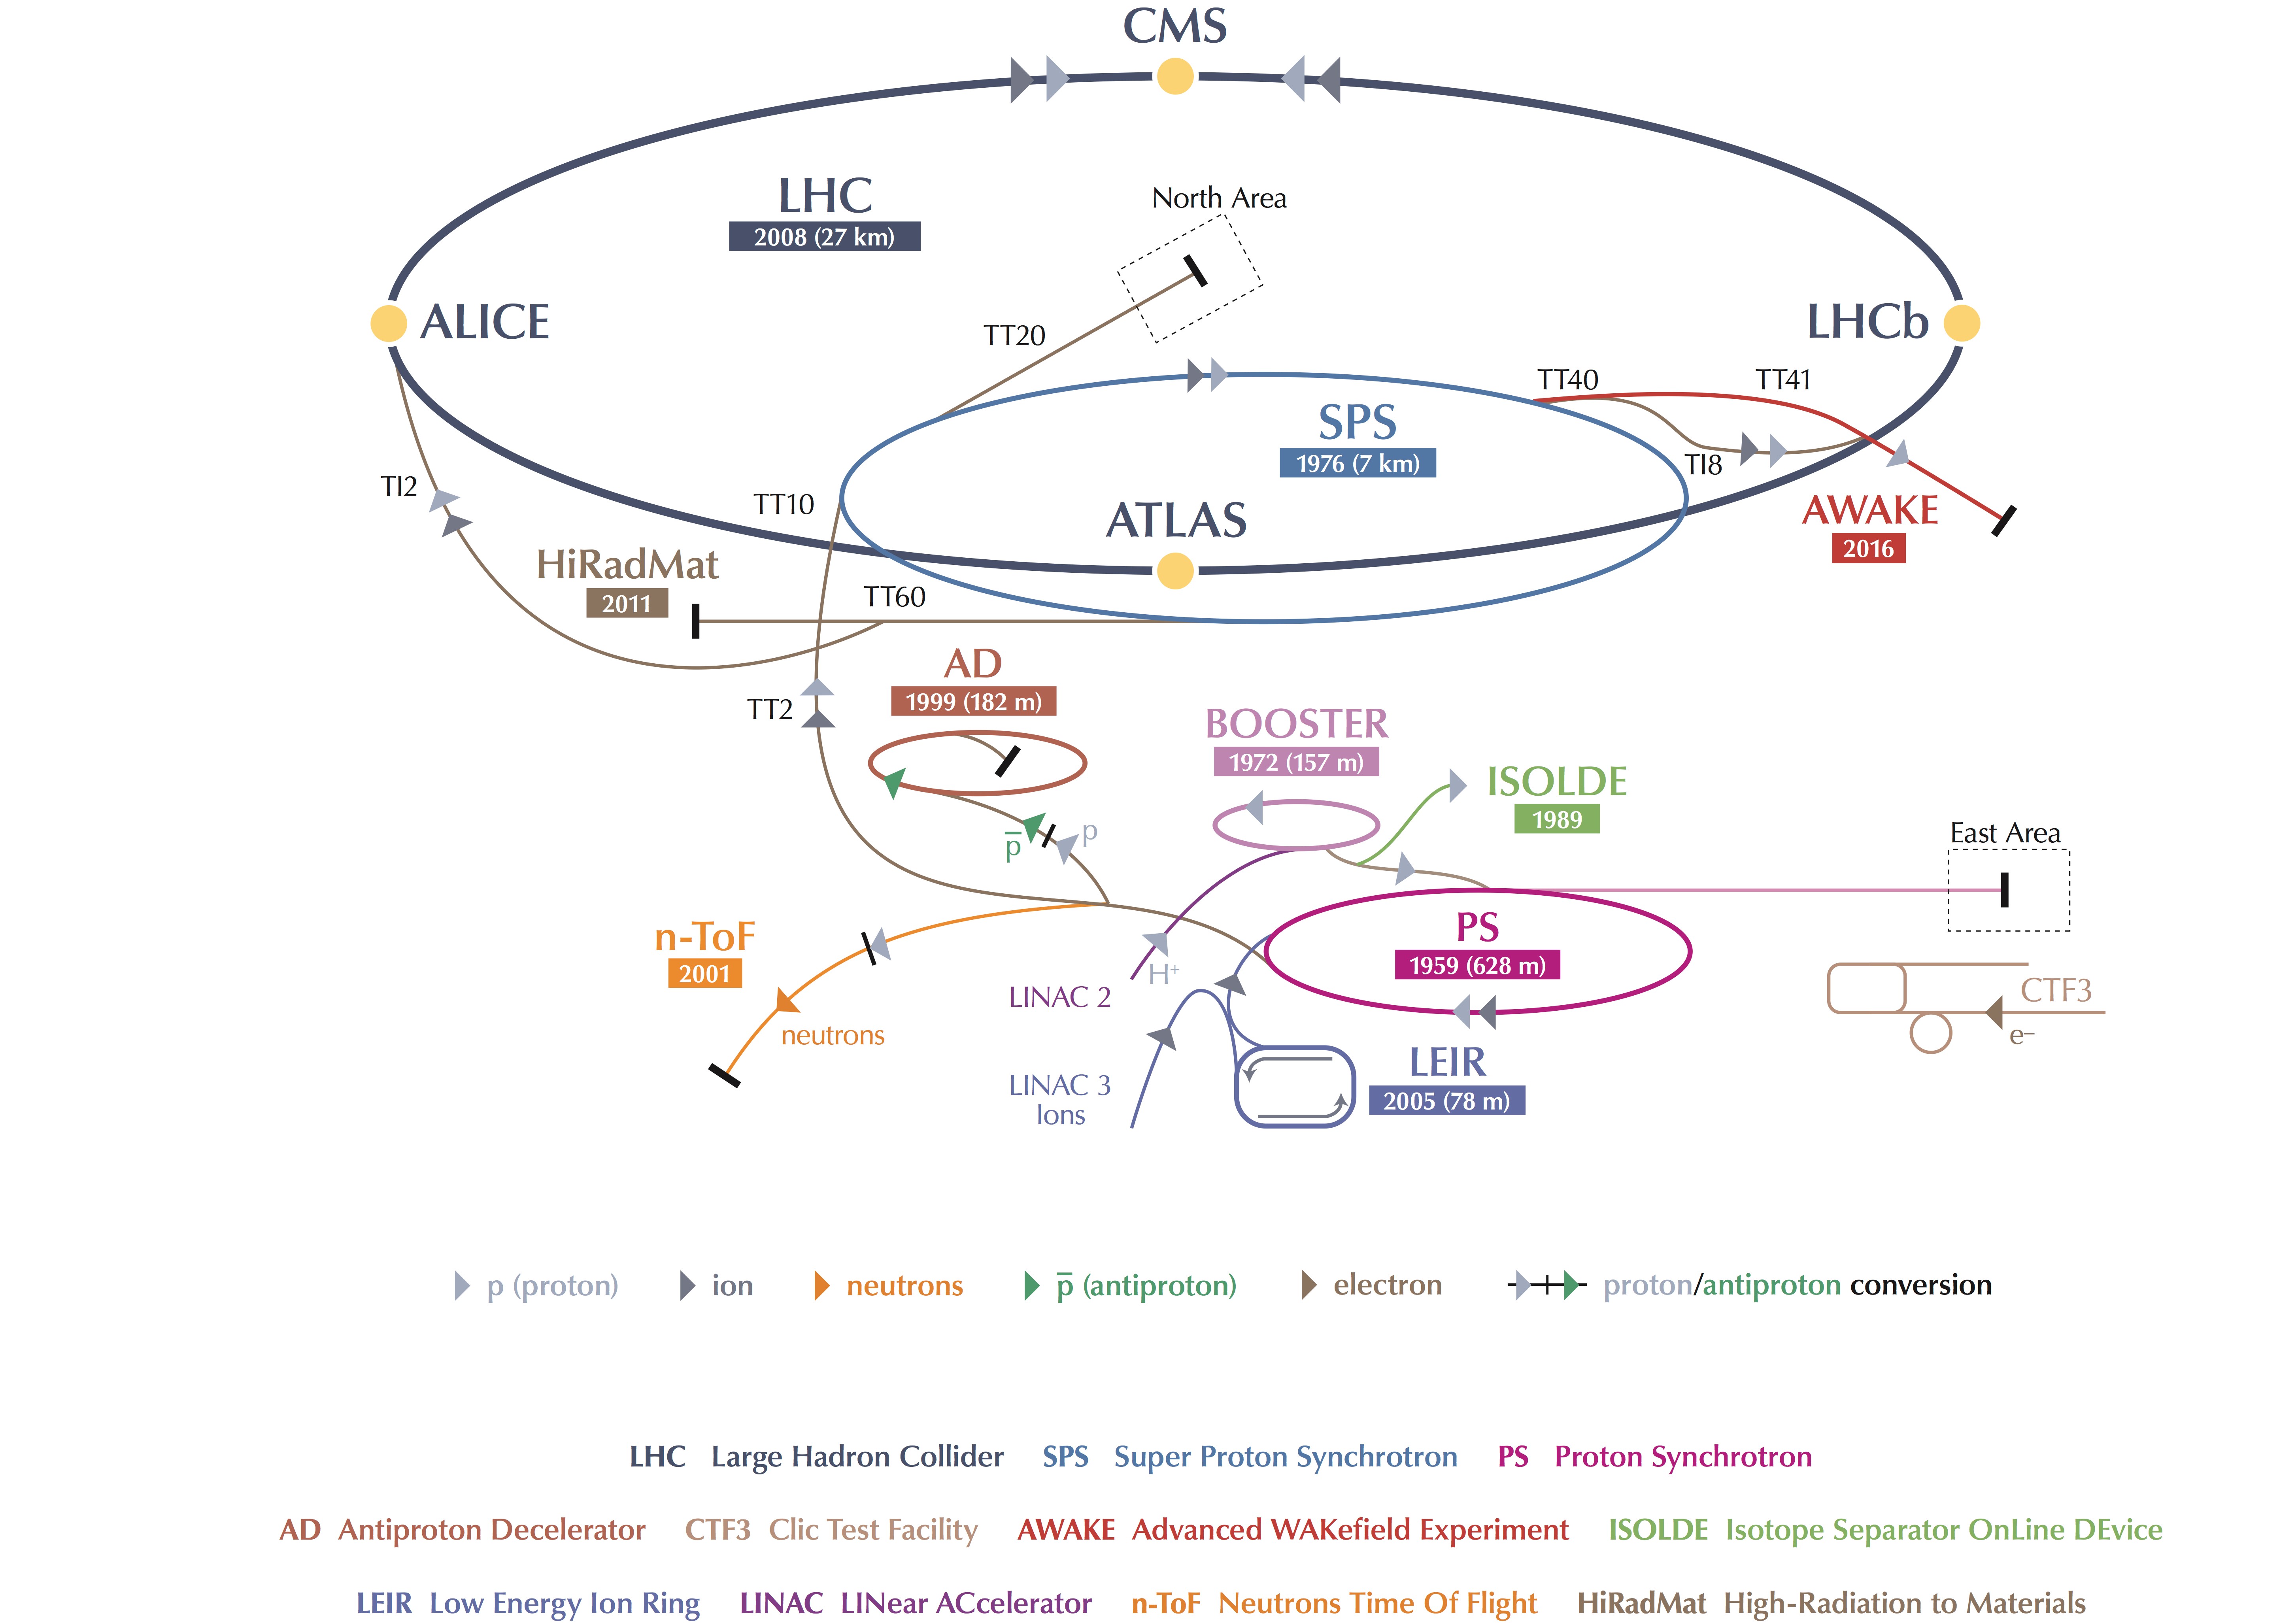 CMS
LHC
2008 (27 km)
North Area
ALICE
LHCb
TT20
TT40
TT41
SPS
1976 (7 km)
TI8
TI2
TT10
ATLAS
AWAKE
2016
HiRadMat
2011
TT60
AD
1999 (182 m)
TT2
BOOSTER
1972 (157 m)
ISOLDE
1989
p
p̅
East Area
n-ToF
2001
PS
1959 (628 m)
H⁺
LINAC 2
CTF3
e⁻
neutrons
LEIR
2005 (78 m)
LINAC 3
Ions
p (proton) ion neutrons p̅ (antiproton) electron proton/antiproton conversion
LHC Large Hadron Collider SPS Super Proton Synchrotron PS Proton Synchrotron
AD Antiproton Decelerator CTF3 Clic Test Facility AWAKE Advanced WAKefield Experiment ISOLDE Isotope Separator OnLine DEvice
LEIR Low Energy Ion Ring LINAC LINear ACcelerator n-ToF Neutrons Time Of Flight HiRadMat High-Radiation to Materials